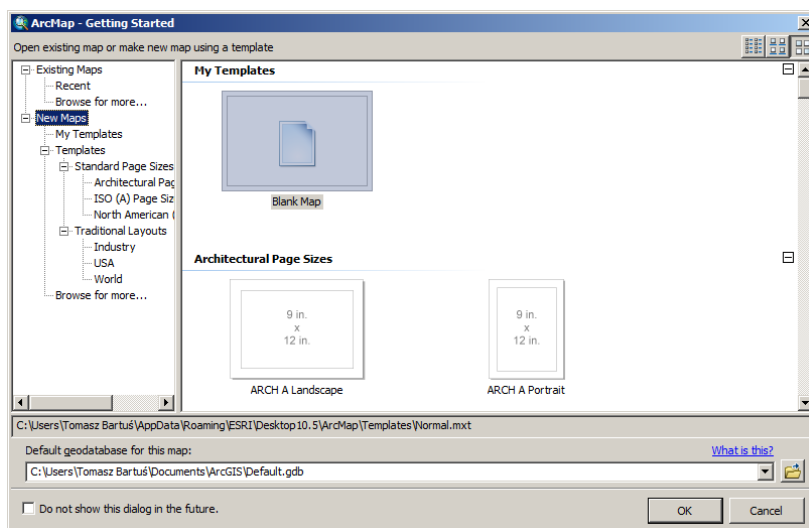 ArcMap - Getting Started
Open existing map or make new map using a template
Existing Maps
Recent
Browse for more...
New Maps
My Templates
Templates
Standard Page Sizes
Architectural Pag
ISO (A) Page Siz
North American (
Traditional Layouts
Industry
USA
World
Browse for more...
My Templates
Blank Map
Architectural Page Sizes
9 in.
x
12 in.
ARCH A Landscape
9 in.
x
12 in.
ARCH A Portrait
C:\Users\Tomasz Bartuś\AppData\Roaming\ESRI\Desktop10.5\ArcMap\Templates\Normal.mxt
Default geodatabase for this map:
What is this?
C:\Users\Tomasz Bartuś\Documents\ArcGIS\Default.gdb
Do not show this dialog in the future.
OK
Cancel